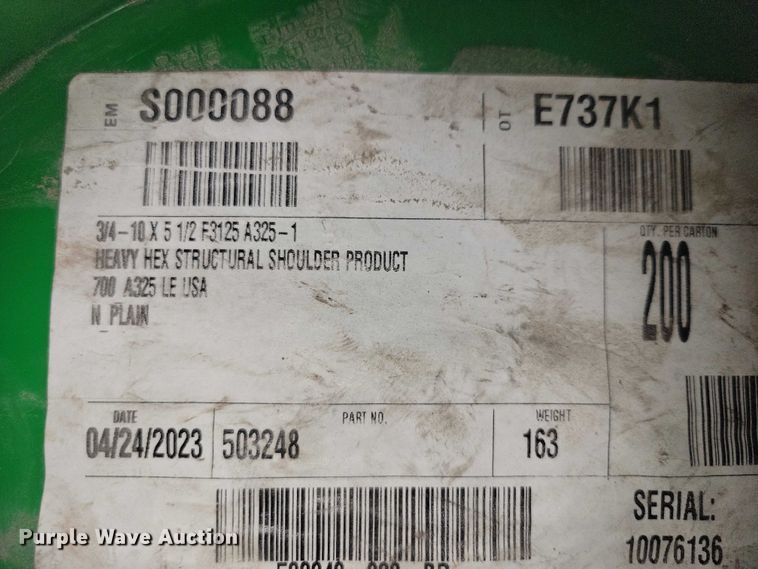 EM S000088
OT E737K1
3/4-10 X 5 1/2 F3125 A325-1
HEAVY HEX STRUCTURAL SHOULDER PRODUCT
700 A325 LE USA
N PLAIN
QTY. PER CARTON
200
DATE
04/24/2023
PART NO.
503248
WEIGHT
163
SERIAL:
10076136
Purple Wave Auction